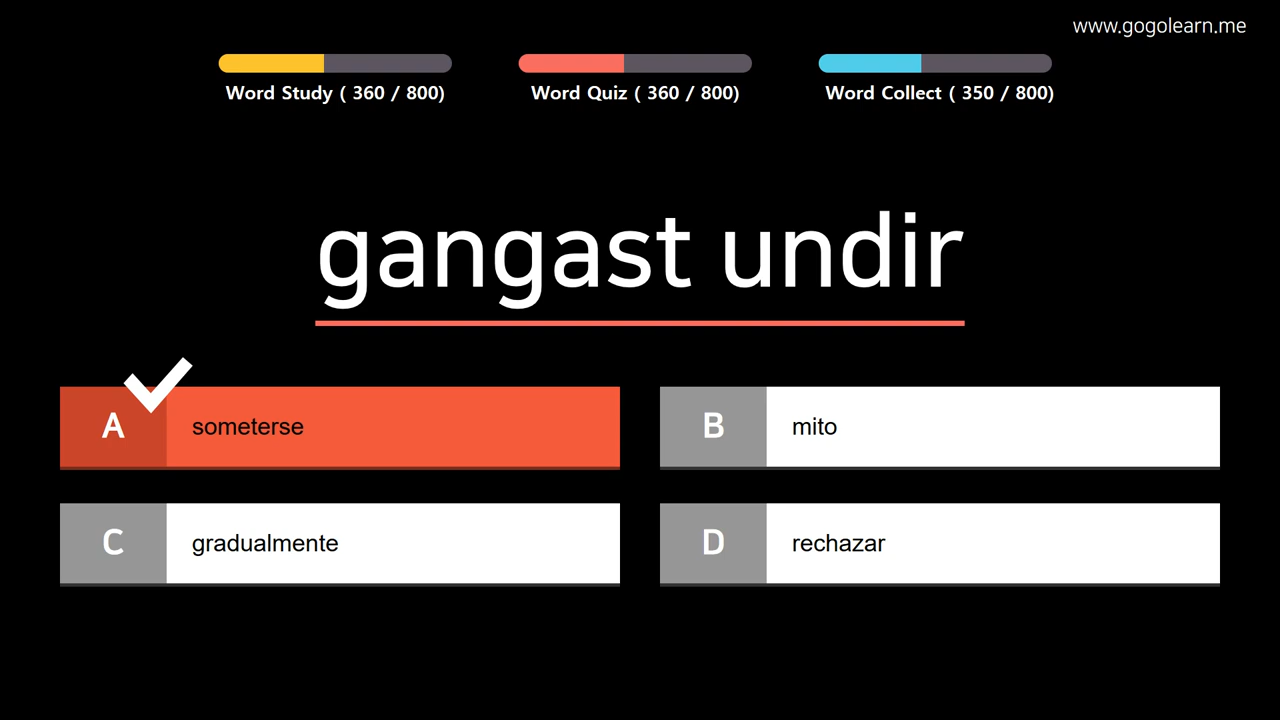 www.gogolearn.me
Word Study ( 360 / 800)
Word Quiz ( 360 / 800)
Word Collect ( 350 / 800)
gangast undir
A someterse
B mito
C gradualmente
D rechazar